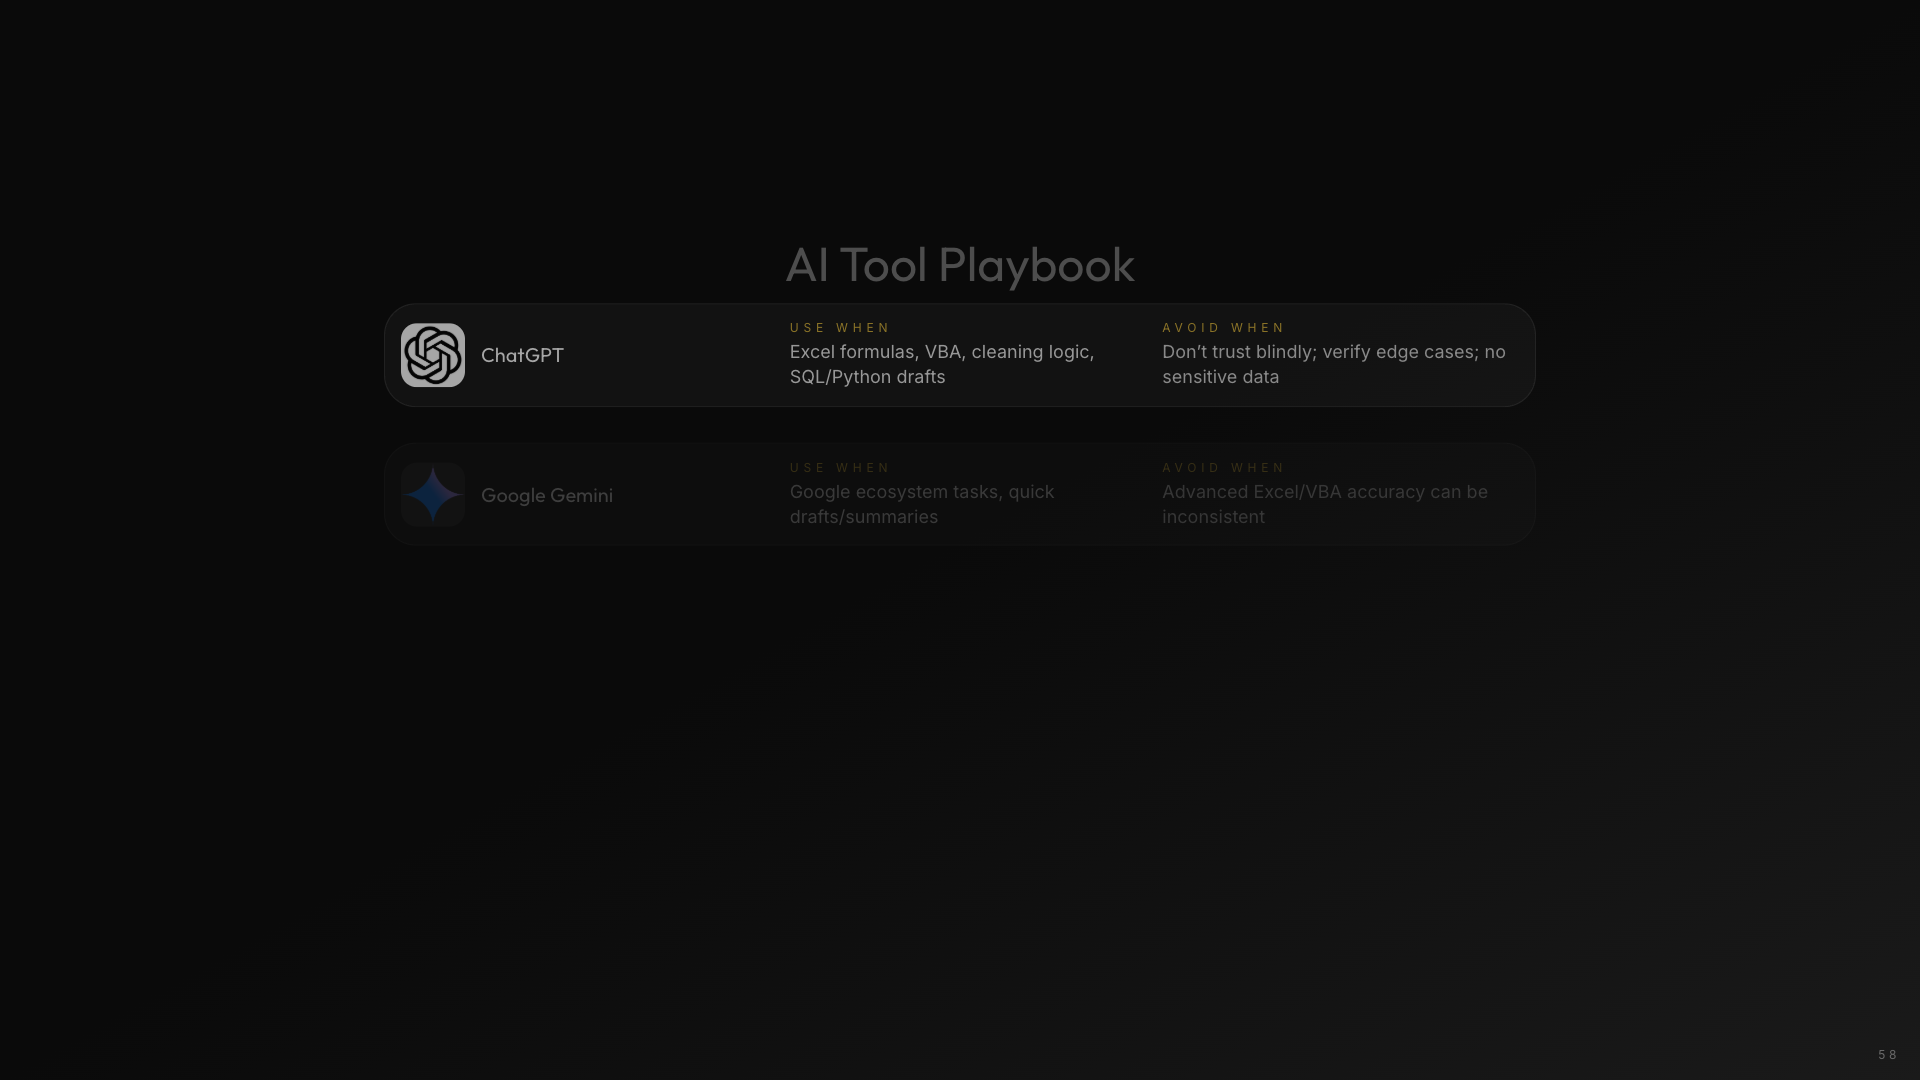 AI Tool Playbook
ChatGPT
USE WHEN
Excel formulas, VBA, cleaning logic,
SQL/Python drafts
AVOID WHEN
Don’t trust blindly; verify edge cases; no
sensitive data
Google Gemini
USE WHEN
Google ecosystem tasks, quick
drafts/summaries
AVOID WHEN
Advanced Excel/VBA accuracy can be
inconsistent
58